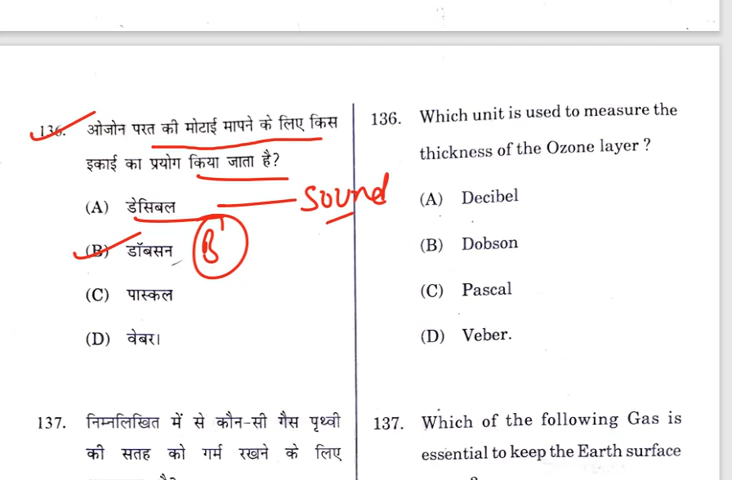 136. ओजोन परत की मोटाई मापने के लिए किस
इकाई का प्रयोग किया जाता है?
(A) डेसिबल
Sound
(B) डॉबसन
B
(C) पास्कल
(D) वेबर।
137. निम्नलिखित में से कौन-सी गैस पृथ्वी
की सतह को गर्म रखने के लिए
136. Which unit is used to measure the
thickness of the Ozone layer ?
(A) Decibel
(B) Dobson
(C) Pascal
(D) Veber.
137. Which of the following Gas is
essential to keep the Earth surface